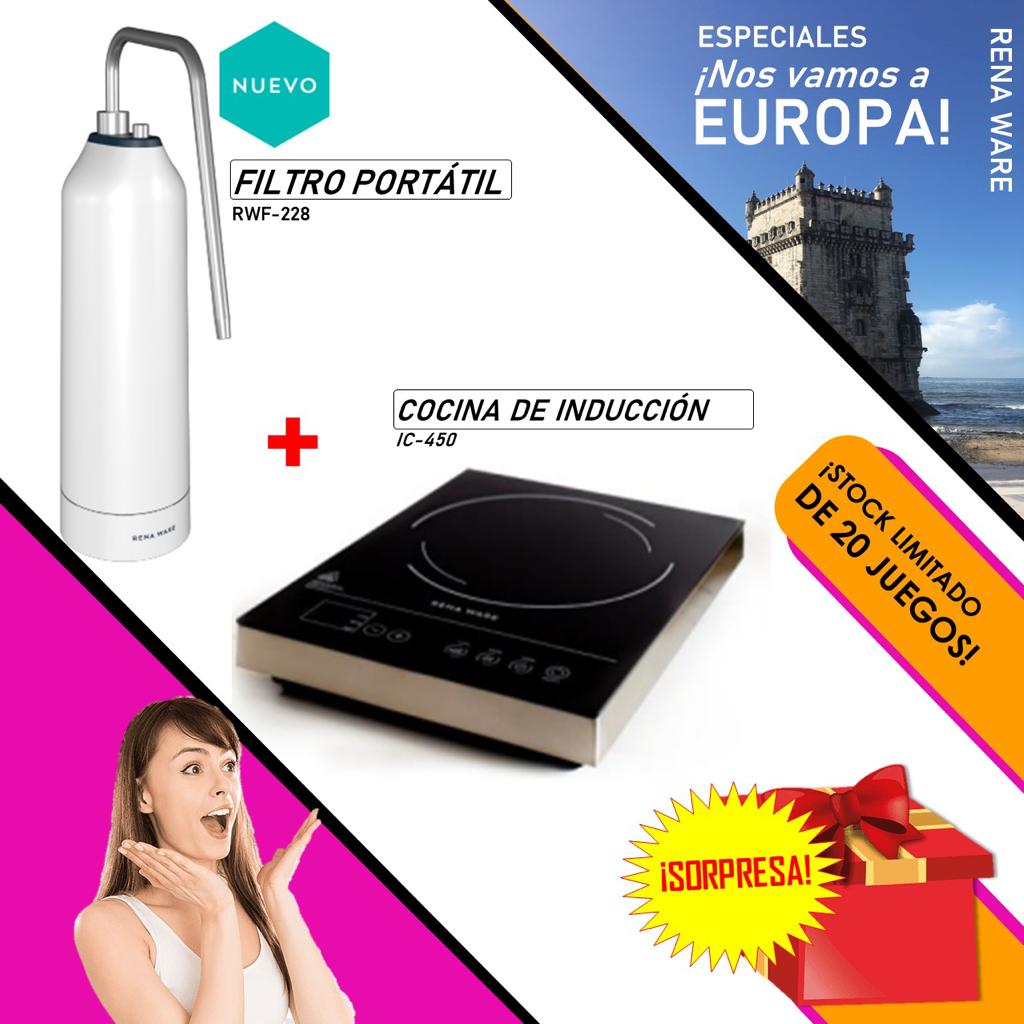 NUEVO
FILTRO PORTÁTIL
RWF-228
ESPECIALES
¡Nos vamos a
EUROPA!
RENA WARE
COCINA DE INDUCCIÓN
IC-450
¡STOCK LIMITADO
DE 20 JUEGOS!
RENA WARE
RENA WARE
¡SORPRESA!